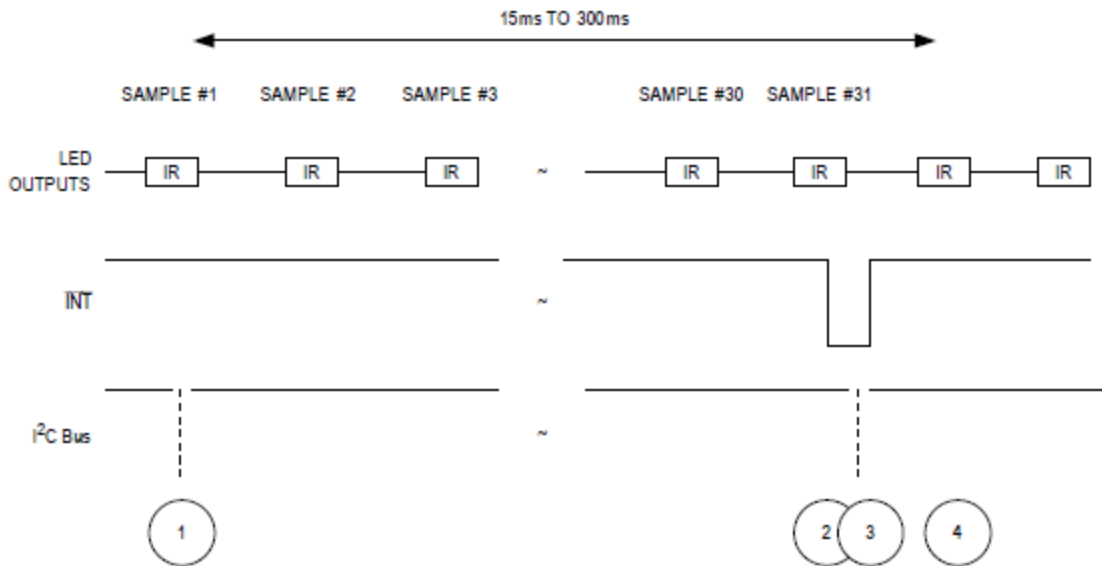 15ms TO 300ms
SAMPLE #1 SAMPLE #2 SAMPLE #3 SAMPLE #30 SAMPLE #31
LED
OUTPUTS
IR IR IR ~ IR IR IR IR
INT ~
I²C Bus ~
1 2 3 4